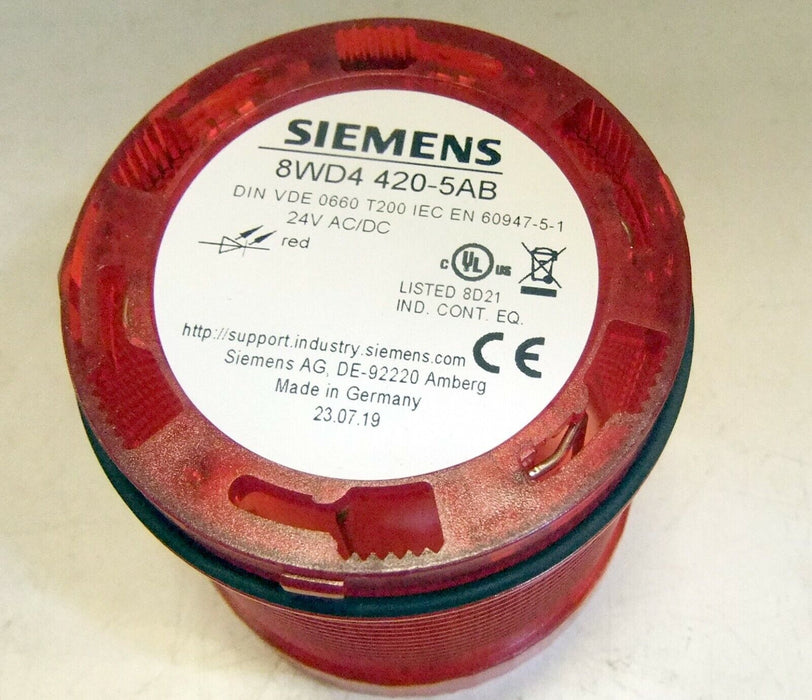 SIEMENS
8WD4 420-5AB
DIN VDE 0660 T200 IEC EN 60947-5-1
24V AC/DC
red
C UL US
LISTED 8D21
IND. CONT. EQ.
http://support.industry.siemens.com
CE
Siemens AG, DE-92220 Amberg
Made in Germany
23.07.19